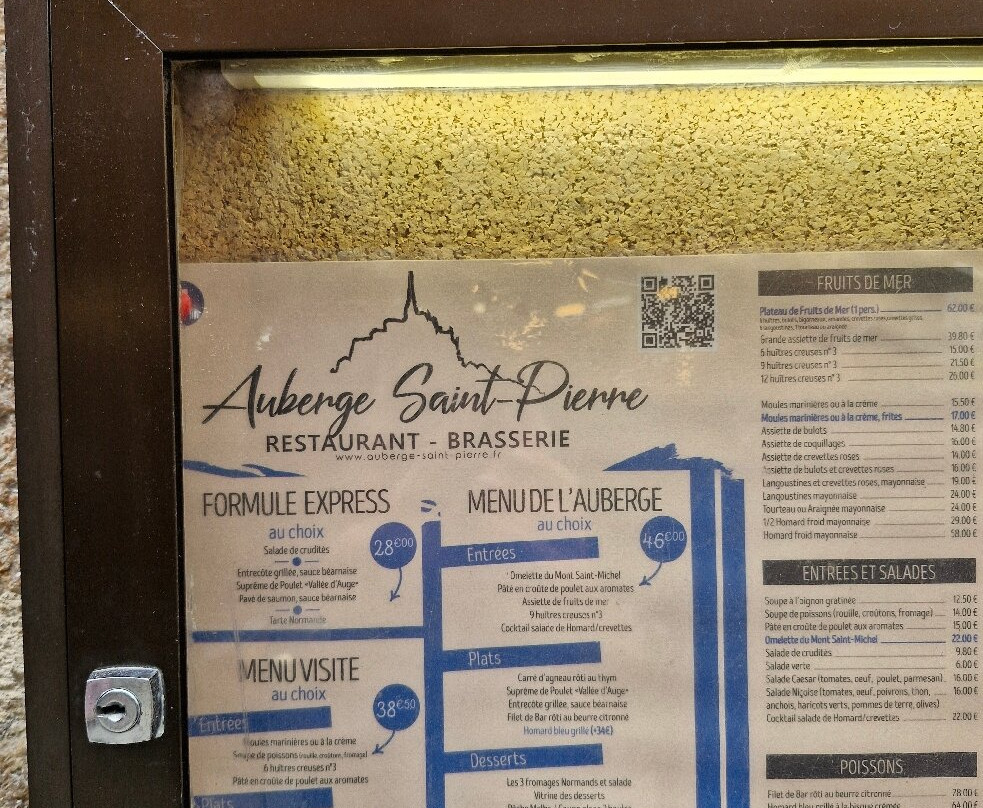 Auberge Saint-Pierre
RESTAURANT - BRASSERIE
www.auberge-saint-pierre.fr
FORMULE EXPRESS
au choix
28€00
Salade de crudités
Entrecôte grillée, sauce béarnaise
Suprême de Poulet «Vallée d'Auge»
Pavé de saumon, sauce béarnaise
Tarte Normande
MENU VISITE
au choix
38€50
Entrées
Moules marinières ou à la crème
Soupe de poissons (rouille, croûtons, fromage)
6 huîtres creuses n°3
Pâté en croûte de poulet aux aromates
Plats
MENU DE L'AUBERGE
au choix
46€00
Entrées
Omelette du Mont Saint-Michel
Pâté en croûte de poulet aux aromates
Assiette de fruits de mer
9 huîtres creuses n°3
Cocktail salade de Homard/crevettes
Plats
Carré d'agneau rôti au thym
Suprême de Poulet «Vallée d'Auge»
Entrecôte grillée, sauce béarnaise
Filet de Bar rôti au beurre citronné
Homard bleu grillé (+34€)
Desserts
Les 3 fromages Normands et salade
Vitrine des desserts
FRUITS DE MER
Plateau de Fruits de Mer (1 pers.) 62.00 €
Grande assiette de fruits de mer 39.80 €
6 huîtres creuses n° 3 15.00 €
9 huîtres creuses n° 3 21.50 €
12 huîtres creuses n° 3 26.00 €
Moules marinières ou à la crème 15.50 €
Moules marinières ou à la crème, frites 17.00 €
Assiette de bulots 14.80 €
Assiette de coquillages 16.00 €
Assiette de crevettes roses 14.00 €
Assiette de bulots et crevettes roses 16.00 €
Langoustines et crevettes roses, mayonnaise 19.00 €
Langoustines mayonnaise 24.00 €
Tourteau ou Araignée mayonnaise 24.00 €
1/2 Homard froid mayonnaise 29.00 €
Homard froid mayonnaise 58.00 €
ENTRÉES ET SALADES
Soupe à l'oignon gratinée 12.50 €
Soupe de poissons (rouille, croûtons, fromage) 14.00 €
Pâté en croûte de poulet aux aromates 15.00 €
Omelette du Mont Saint-Michel 22.00 €
Salade de crudités 9.80 €
Salade verte 6.00 €
Salade Caesar (tomates, oeuf, poulet, parmesan) 16.00 €
Salade Niçoise (tomates, oeuf, poivrons, thon, 16.00 €
anchois, haricots verts, pommes de terre, olives)
Cocktail salade de Homard/crevettes 22.00 €
POISSONS
Filet de Bar rôti au beurre citronné 28.00 €
Homard bleu grillé à la bisque crémée 64.00 €